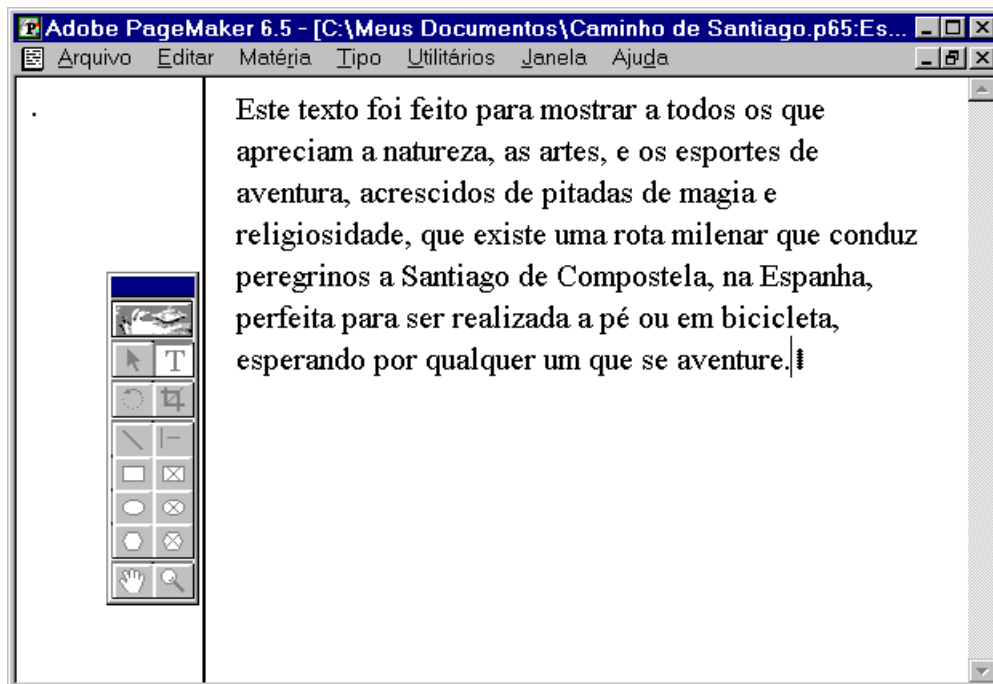 Adobe PageMaker 6.5 - [C:\Meus Documentos\Caminho de Santiago.p65:Es...
Arquivo Editar Matéria Tipo Utilitários Janela Ajuda
Este texto foi feito para mostrar a todos os que
apreciam a natureza, as artes, e os esportes de
aventura, acrescidos de pitadas de magia e
religiosidade, que existe uma rota milenar que conduz
peregrinos a Santiago de Compostela, na Espanha,
perfeita para ser realizada a pé ou em bicicleta,
esperando por qualquer um que se aventure.
T